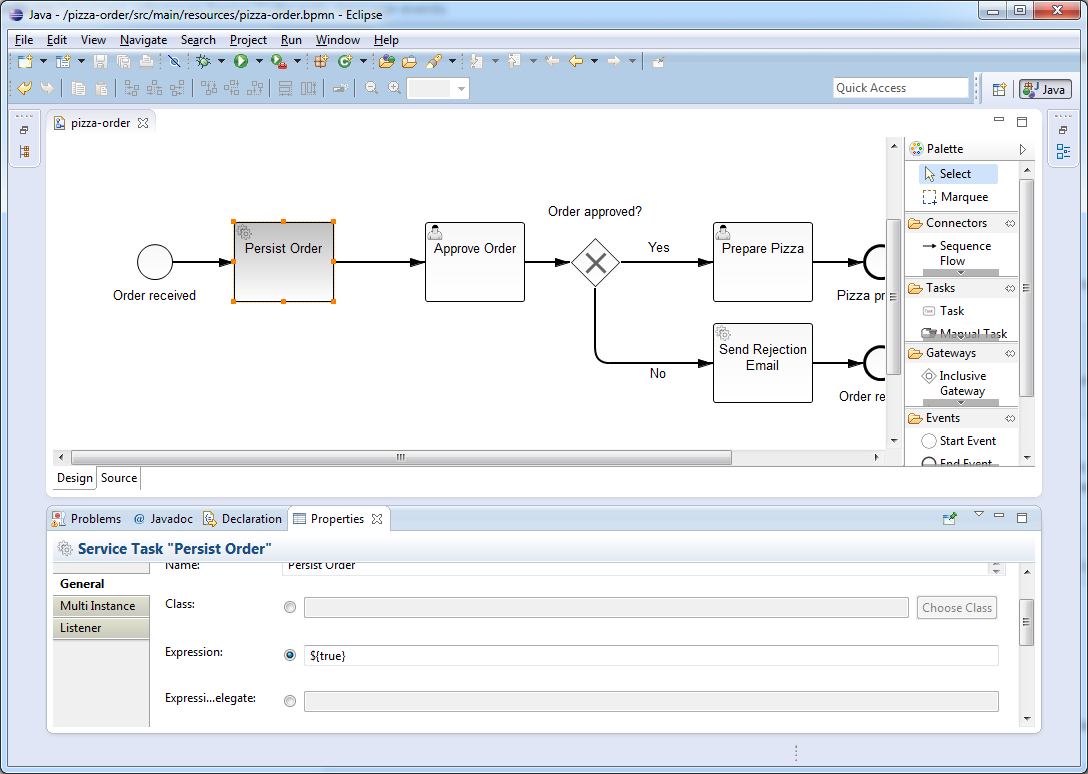 Java - /pizza-order/src/main/resources/pizza-order.bpmn - Eclipse
File Edit View Navigate Search Project Run Window Help
Quick Access
Java
pizza-order
Order received
Persist Order
Approve Order
Order approved?
Yes
No
Prepare Pizza
Pizza pr
Send Rejection
Email
Order re
Palette
Select
Marquee
Connectors
Sequence
Flow
Tasks
Task
Manual Task
Gateways
Inclusive
Gateway
Events
Start Event
End Event
Design Source
Problems @ Javadoc Declaration Properties
Service Task "Persist Order"
General
Multi Instance
Listener
Name: Persist Order
Class: Choose Class
Expression: ${true}
Expressi...elegate: